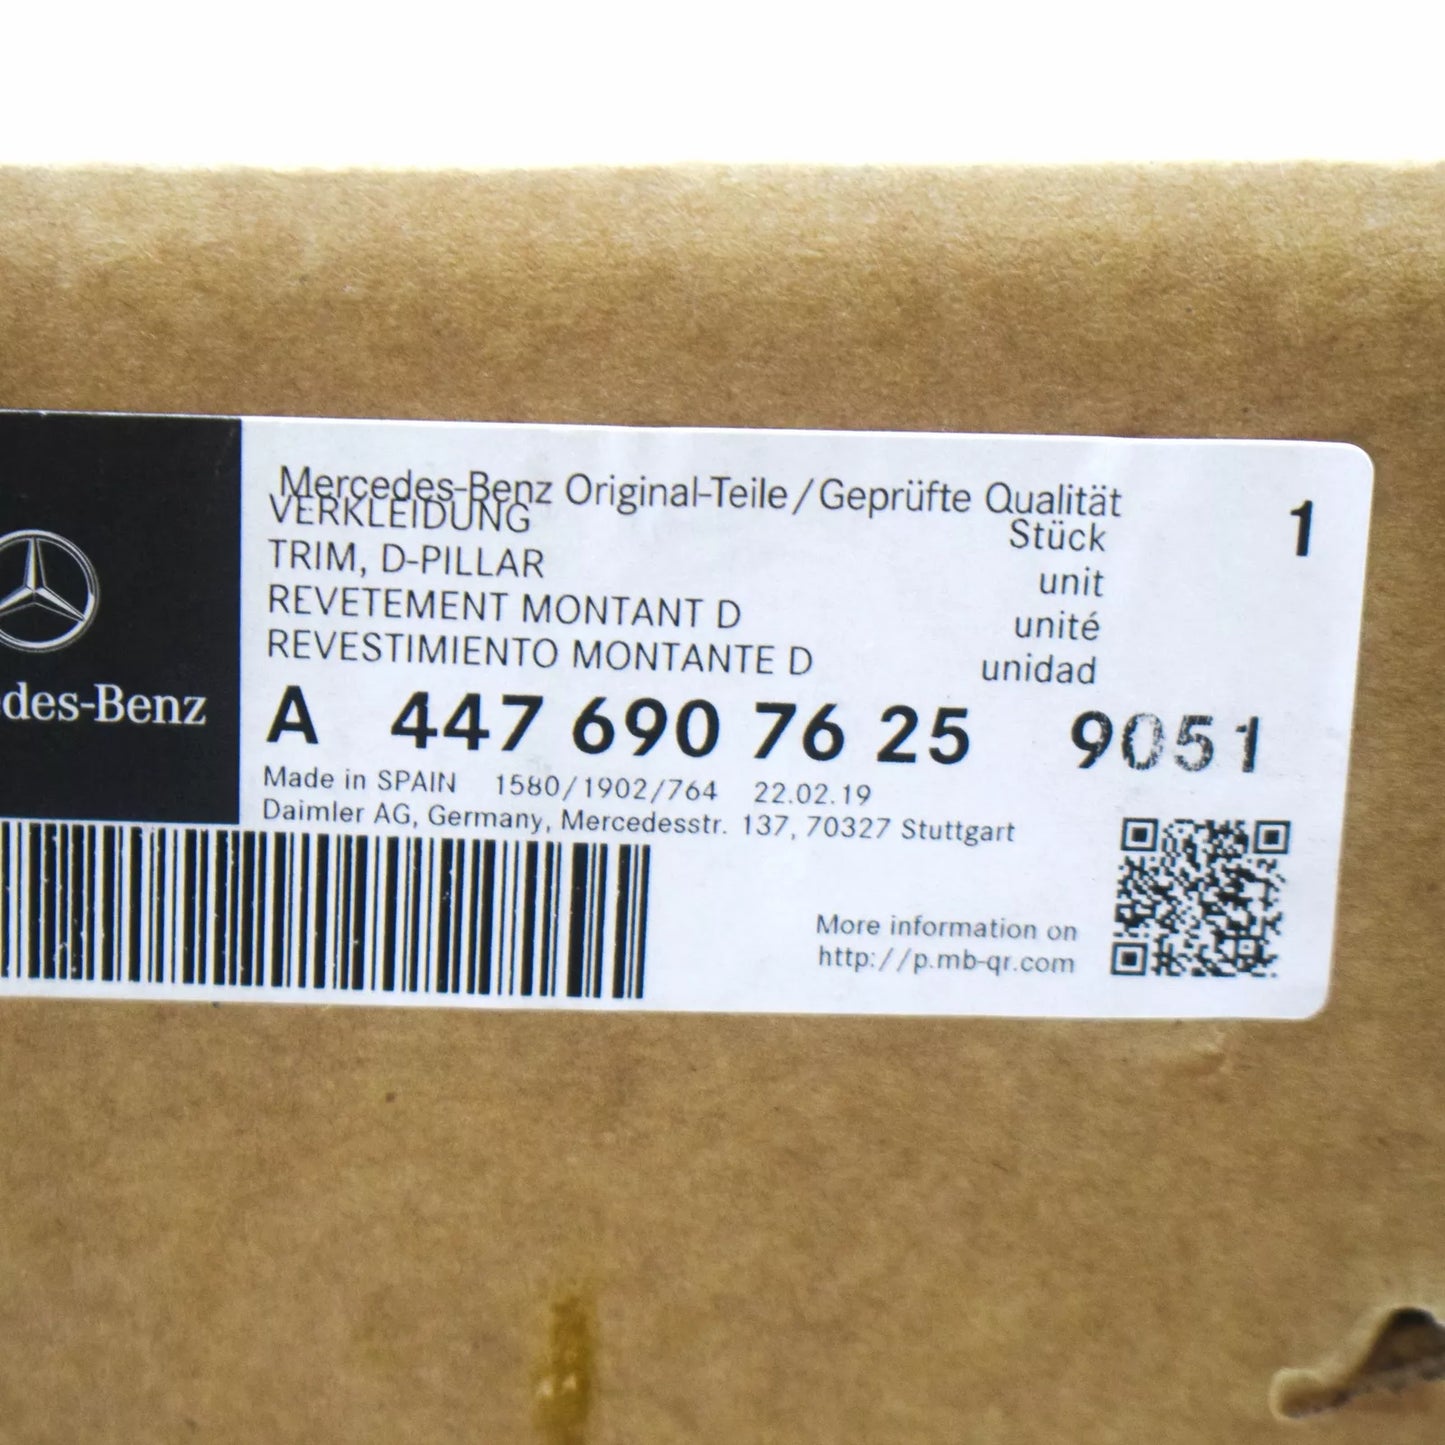 Mercedes-Benz Original-Teile/Geprüfte Qualität
VERKLEIDUNG Stück 1
TRIM, D-PILLAR unit
REVETEMENT MONTANT D unité
REVESTIMIENTO MONTANTE D unidad
des-Benz
A 447 690 76 25 9051
Made in SPAIN 1580/1902/764 22.02.19
Daimler AG, Germany, Mercedesstr. 137, 70327 Stuttgart
More information on
http://p.mb-qr.com